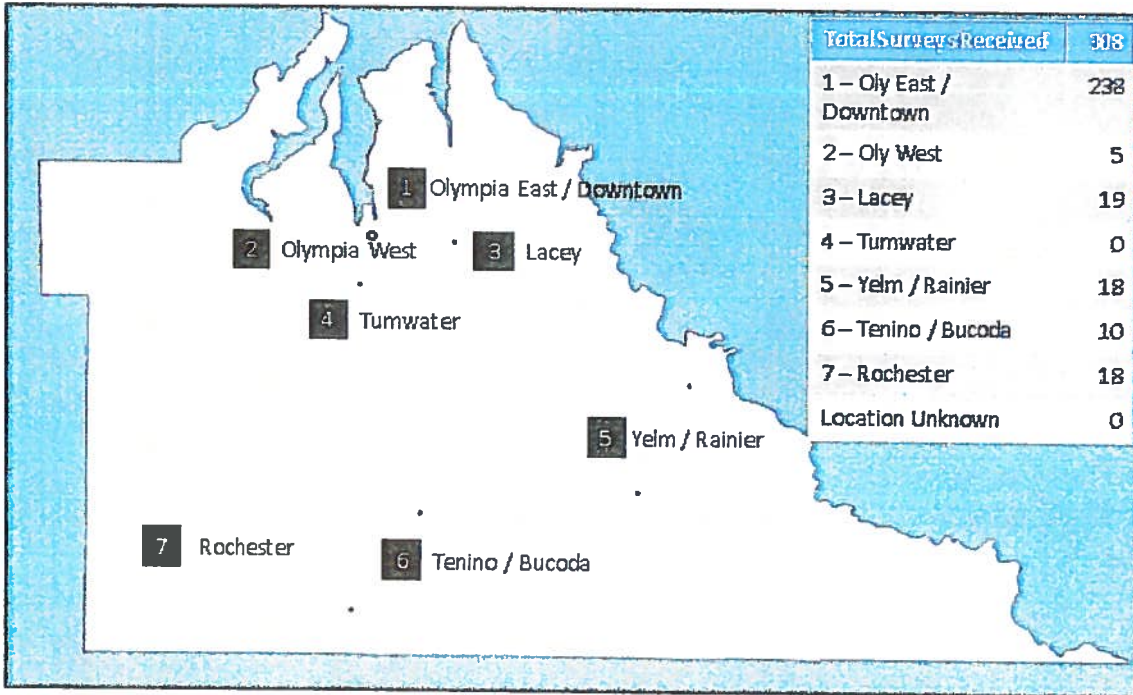 Total Surveys Received 308
1 – Oly East /
Downtown 238
2 – Oly West 5
3 – Lacey 19
4 – Tumwater 0
5 – Yelm / Rainier 18
6 – Tenino / Bucoda 10
7 – Rochester 18
Location Unknown 0
1 Olympia East / Downtown
2 Olympia West
3 Lacey
4 Tumwater
5 Yelm / Rainier
7 Rochester
6 Tenino / Bucoda